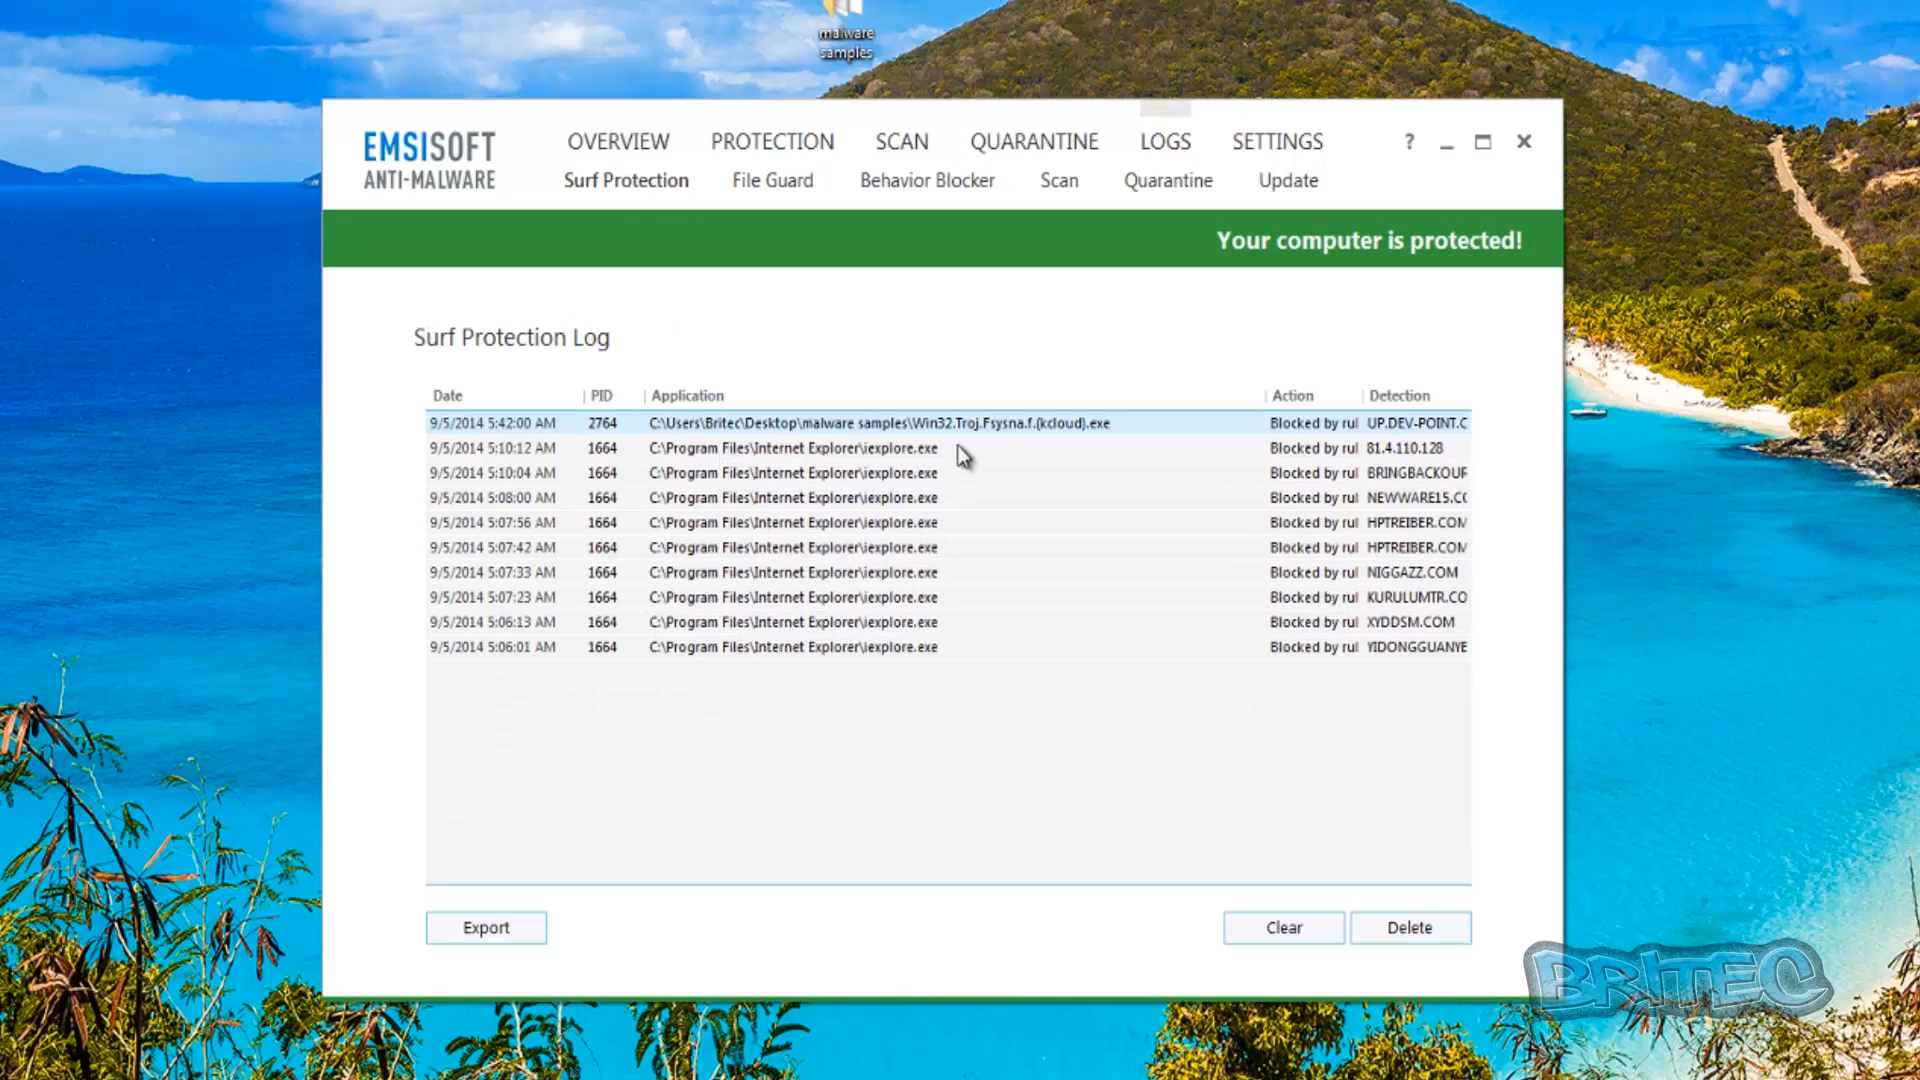 malware
samples
EMSISOFT
ANTI-MALWARE
OVERVIEW PROTECTION SCAN QUARANTINE LOGS SETTINGS ?
Surf Protection File Guard Behavior Blocker Scan Quarantine Update
Your computer is protected!
Surf Protection Log
Date PID Application Action Detection
9/5/2014 5:42:00 AM 2764 C:\Users\Britec\Desktop\malware samples\Win32.Troj.Fsysna.f.(kcloud).exe Blocked by rul UP.DEV-POINT.C
9/5/2014 5:10:12 AM 1664 C:\Program Files\Internet Explorer\iexplore.exe Blocked by rul 81.4.110.128
9/5/2014 5:10:04 AM 1664 C:\Program Files\Internet Explorer\iexplore.exe Blocked by rul BRINGBACKOUR
9/5/2014 5:08:00 AM 1664 C:\Program Files\Internet Explorer\iexplore.exe Blocked by rul NEWWARE15.CO
9/5/2014 5:07:56 AM 1664 C:\Program Files\Internet Explorer\iexplore.exe Blocked by rul HPTREIBER.COM
9/5/2014 5:07:42 AM 1664 C:\Program Files\Internet Explorer\iexplore.exe Blocked by rul HPTREIBER.COM
9/5/2014 5:07:33 AM 1664 C:\Program Files\Internet Explorer\iexplore.exe Blocked by rul NIGGAZZ.COM
9/5/2014 5:07:23 AM 1664 C:\Program Files\Internet Explorer\iexplore.exe Blocked by rul KURULUMTR.CO
9/5/2014 5:06:13 AM 1664 C:\Program Files\Internet Explorer\iexplore.exe Blocked by rul XYDDSM.COM
9/5/2014 5:06:01 AM 1664 C:\Program Files\Internet Explorer\iexplore.exe Blocked by rul YIDONGGUANYE
Export Clear Delete
BRITEC